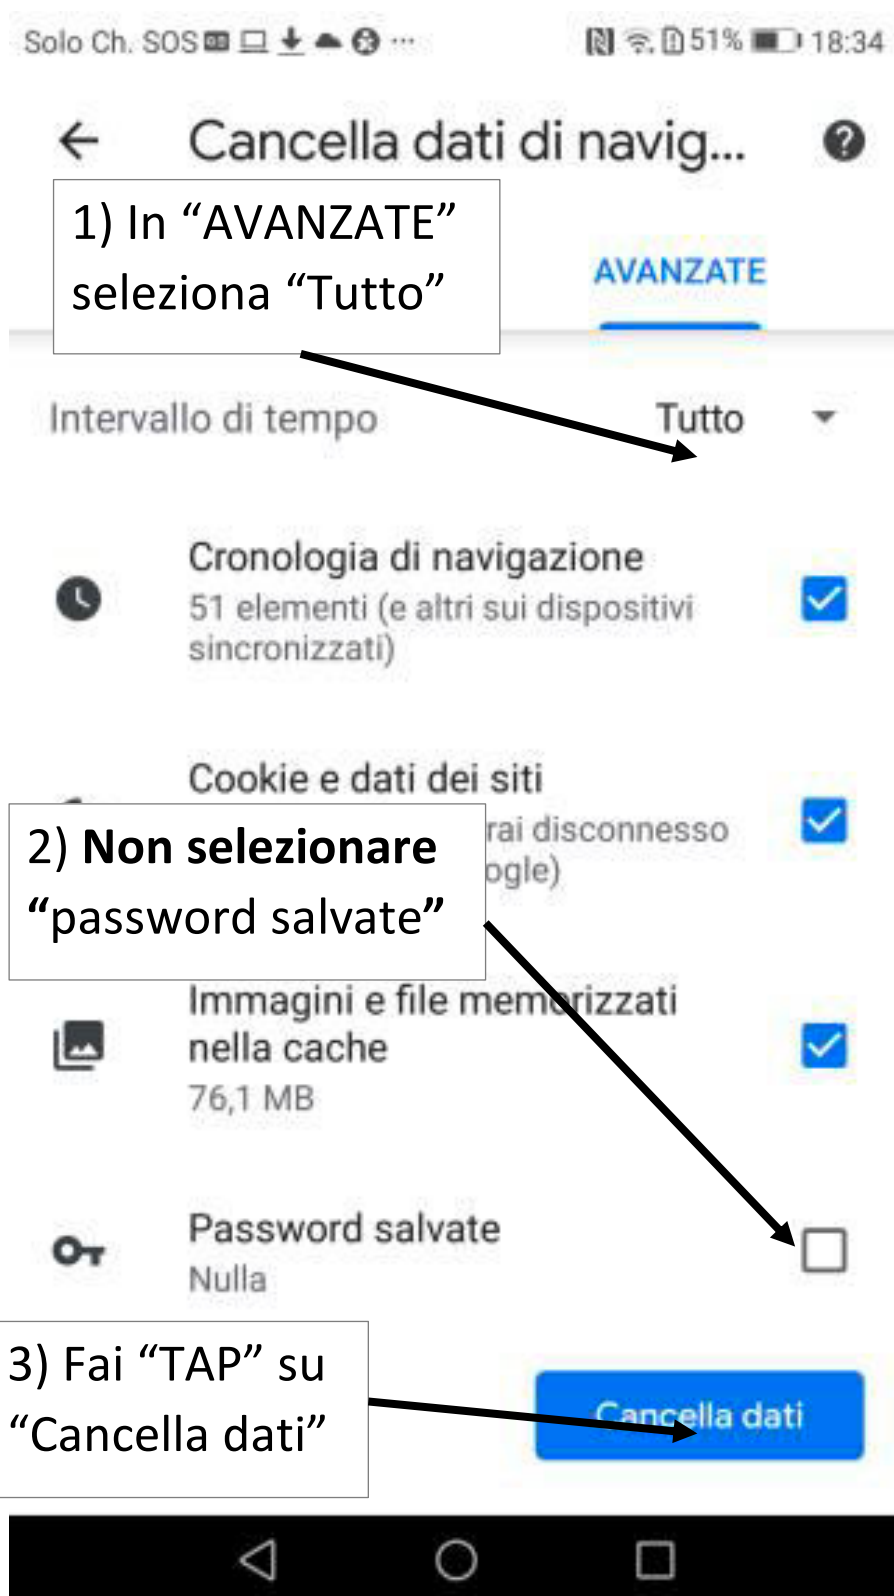 Solo Ch. SOS ... 51% 18:34
Cancella dati di navig...
1) In “AVANZATE”
seleziona “Tutto”
AVANZATE
Intervallo di tempo Tutto
Cronologia di navigazione
51 elementi (e altri sui dispositivi
sincronizzati)
Cookie e dati dei siti
rai disconnesso
ogle)
2) Non selezionare
“password salvate”
Immagini e file memorizzati
nella cache
76,1 MB
Password salvate
Nulla
3) Fai “TAP” su
“Cancella dati”
Cancella dati